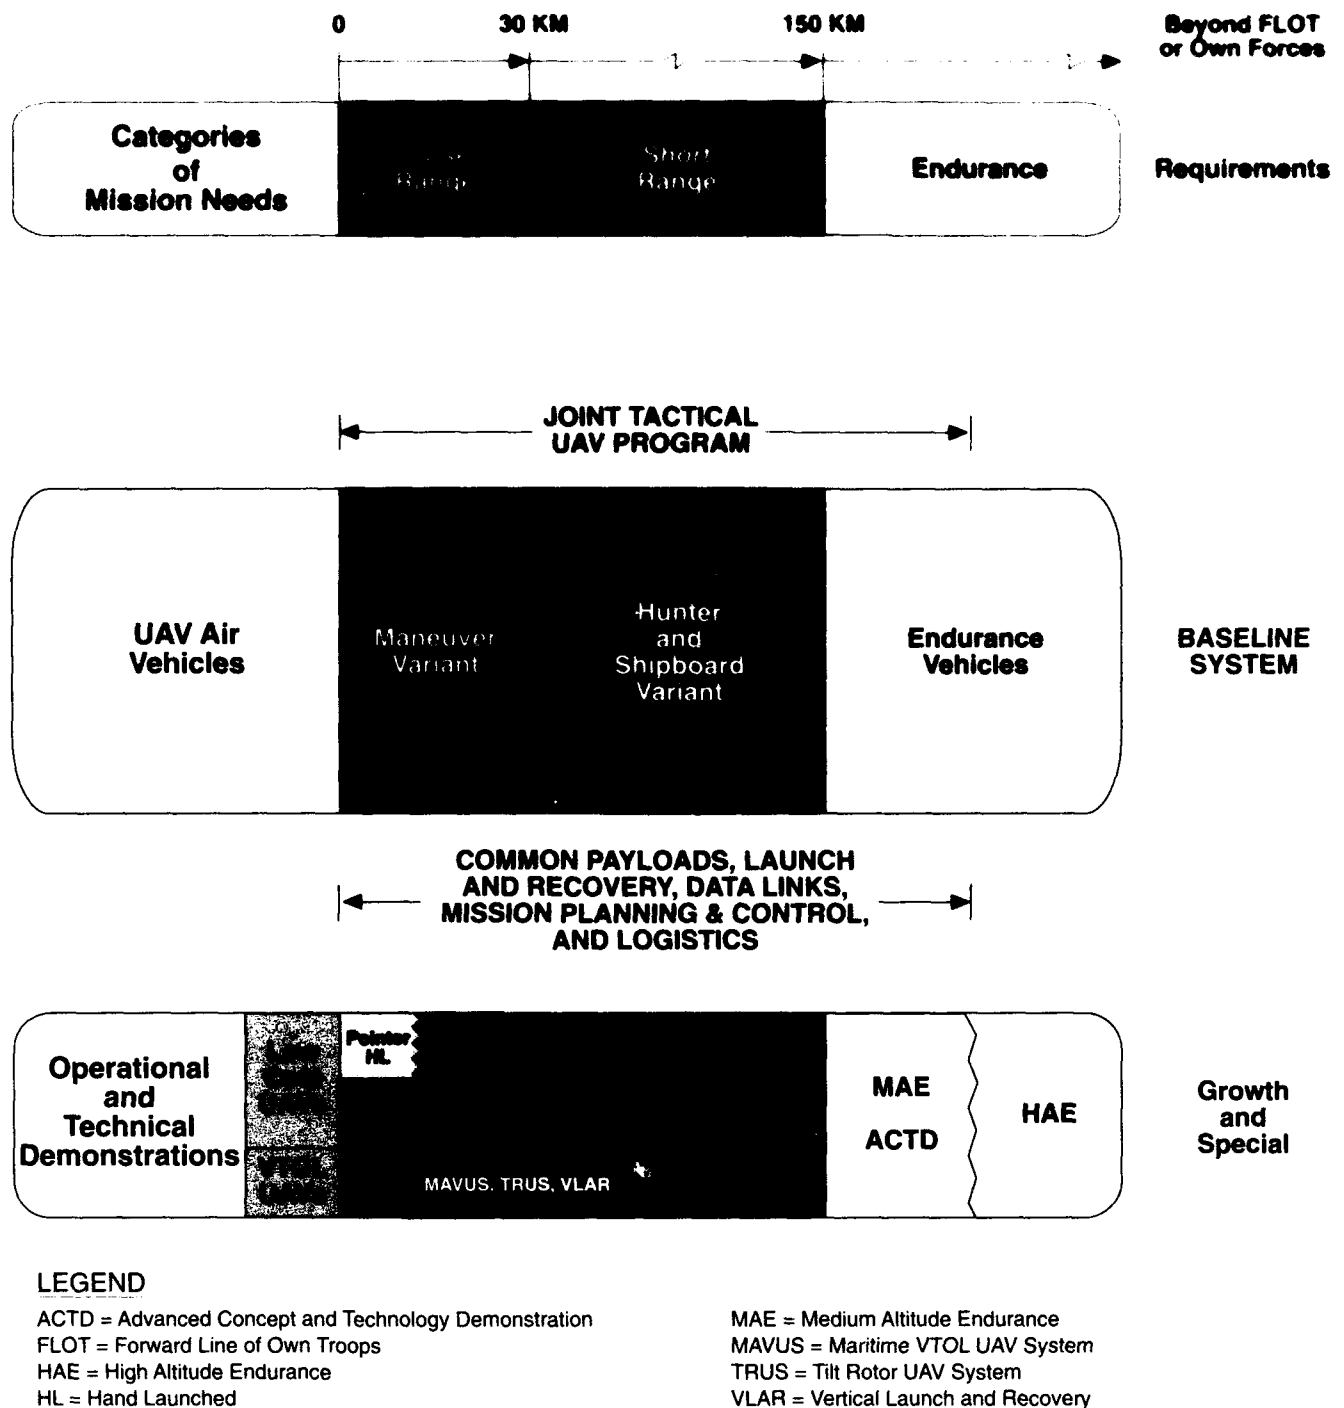 0 30 KM 150 KM Beyond FLOT
or Own Forces
Categories
of
Mission Needs
Range
Short
Range
Endurance
Requirements
JOINT TACTICAL
UAV PROGRAM
UAV Air
Vehicles
Maneuver
Variant
Hunter
and
Shipboard
Variant
Endurance
Vehicles
BASELINE
SYSTEM
COMMON PAYLOADS, LAUNCH
AND RECOVERY, DATA LINKS,
MISSION PLANNING & CONTROL,
AND LOGISTICS
Operational
and
Technical
Demonstrations
VTOL
Pointer
HL
MAVUS, TRUS, VLAR
MAE
ACTD
HAE
Growth
and
Special
LEGEND
ACTD = Advanced Concept and Technology Demonstration
FLOT = Forward Line of Own Troops
HAE = High Altitude Endurance
HL = Hand Launched
MAE = Medium Altitude Endurance
MAVUS = Maritime VTOL UAV System
TRUS = Tilt Rotor UAV System
VLAR = Vertical Launch and Recovery